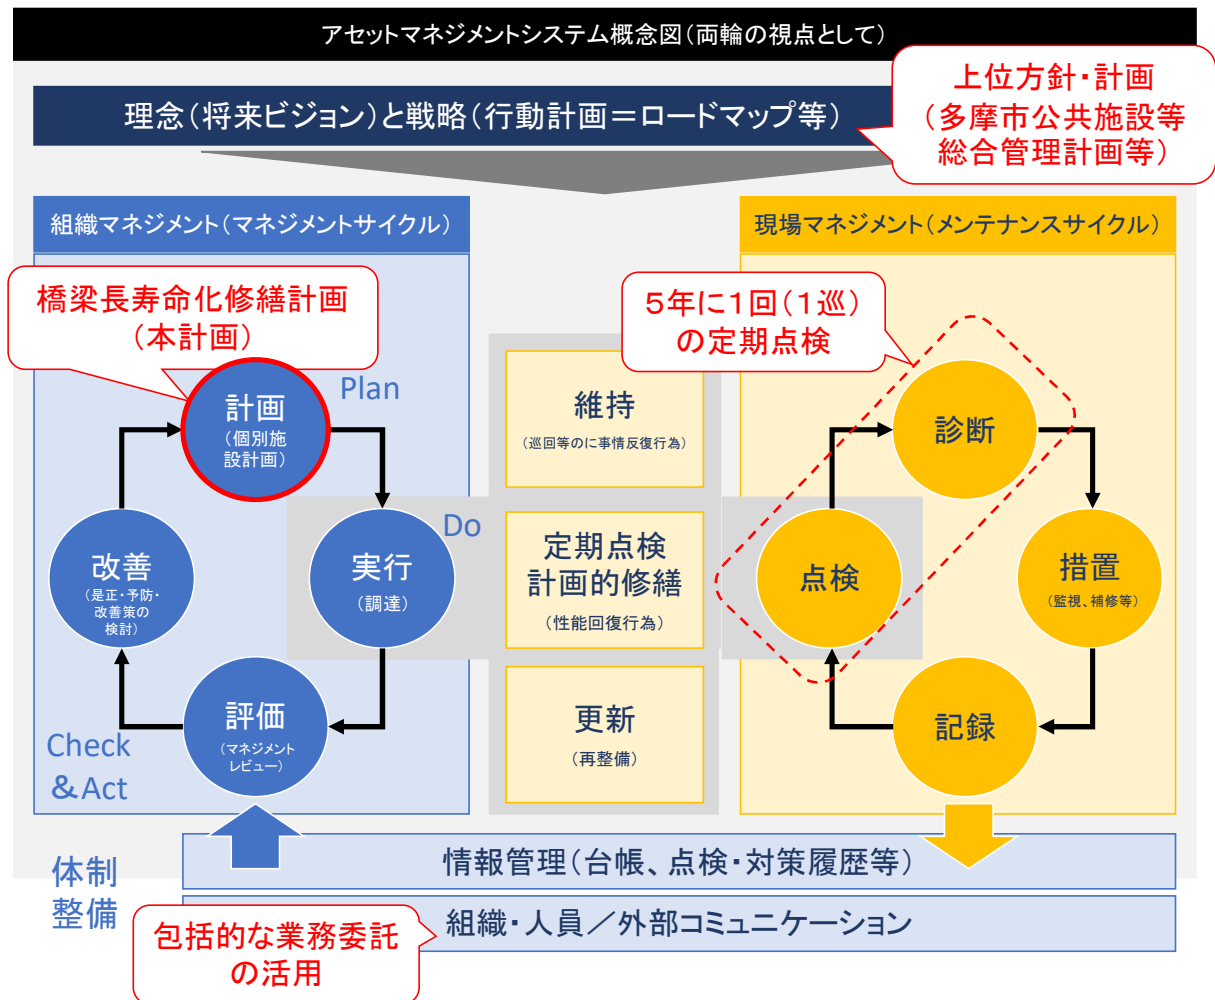 アセットマネジメントシステム概念図(両輪の視点として)
上位方針・計画
(多摩市公共施設等
総合管理計画等)
理念(将来ビジョン)と戦略(行動計画=ロードマップ等)
組織マネジメント(マネジメントサイクル)
現場マネジメント(メンテナンスサイクル)
橋梁長寿命化修繕計画
(本計画)
5年に1回(1巡)
の定期点検
計画
(個別施
設計画)
Plan
実行
(調達)
Do
評価
(マネジメント
レビュー)
改善
(是正・予防・
改善策の
検討)
Check
&Act
維持
(巡回等のに事情反復行為)
定期点検
計画的修繕
(性能回復行為)
更新
(再整備)
診断
措置
(監視、補修等)
記録
点検
体制
整備
情報管理(台帳、点検・対策履歴等)
組織・人員/外部コミュニケーション
包括的な業務委託
の活用